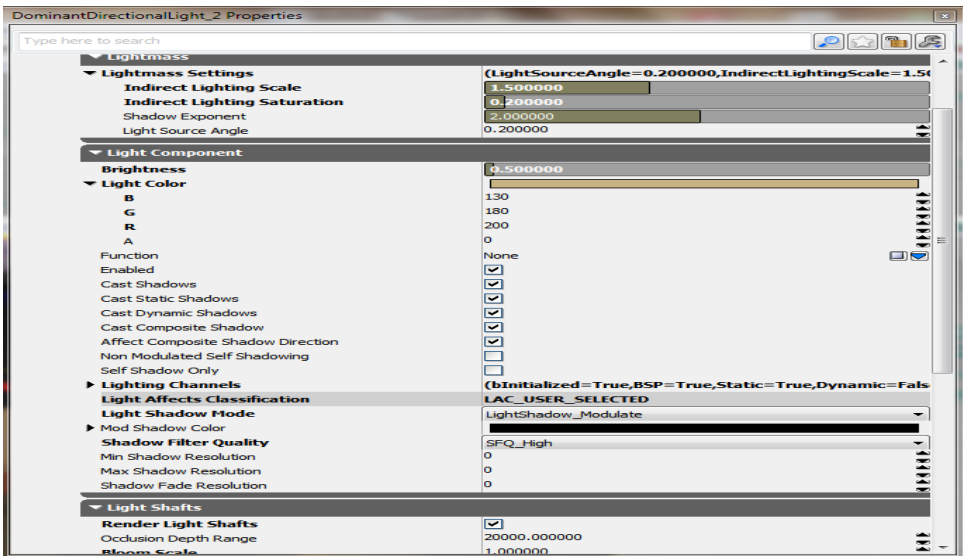 DominantDirectionalLight_2 Properties
Type here to search
Lightmass
Lightmass Settings (LightSourceAngle=0.200000,IndirectLightingScale=1.50
Indirect Lighting Scale 1.500000
Indirect Lighting Saturation 0.200000
Shadow Exponent 2.000000
Light Source Angle 0.200000
Light Component
Brightness 0.500000
Light Color
B 130
G 180
R 200
A 0
Function None
Enabled
Cast Shadows
Cast Static Shadows
Cast Dynamic Shadows
Cast Composite Shadow
Affect Composite Shadow Direction
Non Modulated Self Shadowing
Self Shadow Only
Lighting Channels (bInitialized=True,BSP=True,Static=True,Dynamic=Fals
Light Affects Classification LAC_USER_SELECTED
Light Shadow Mode LightShadow_Modulate
Mod Shadow Color
Shadow Filter Quality SFQ_High
Min Shadow Resolution 0
Max Shadow Resolution 0
Shadow Fade Resolution 0
Light Shafts
Render Light Shafts
Occlusion Depth Range 20000.000000
Bloom Scale 1.000000